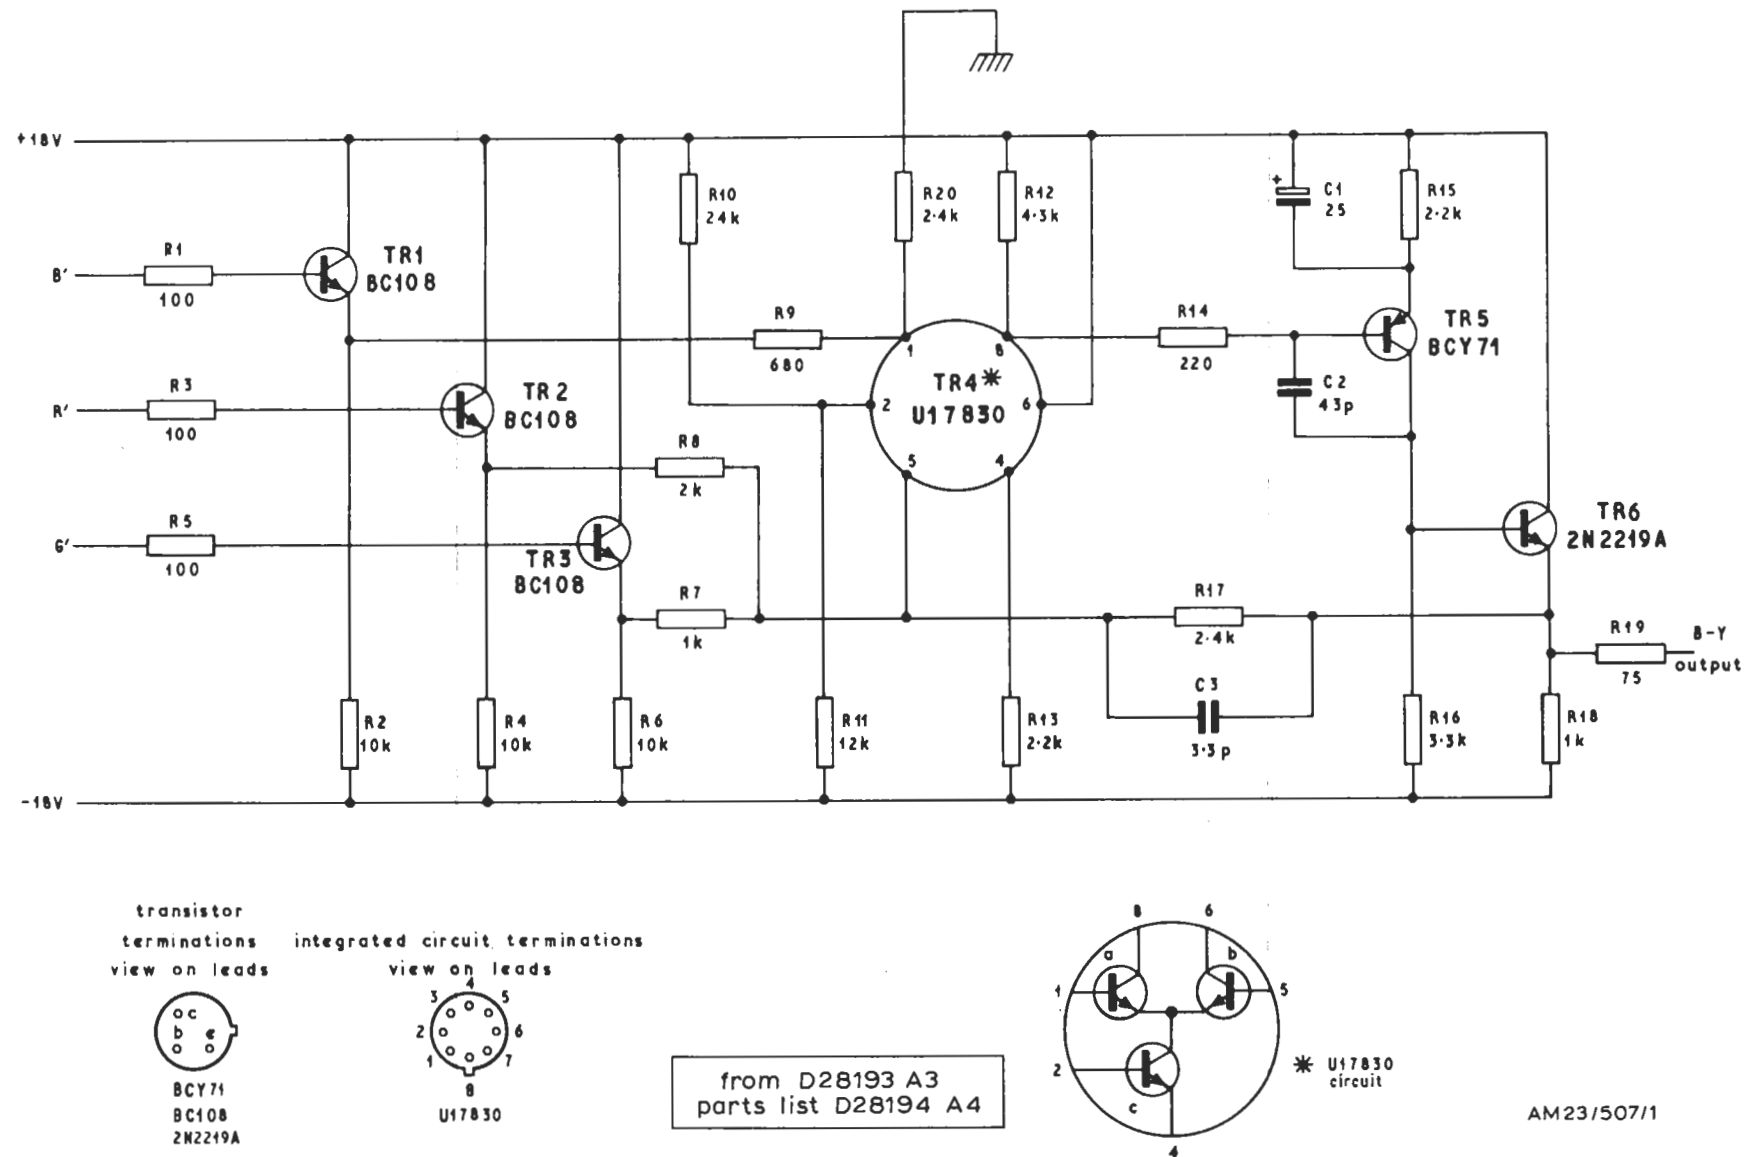 +18V
R1
100
B'
TR1
BC108
R3
100
R'
TR2
BC108
R5
100
G'
TR3
BC108
R10
24k
R20
2·4k
R12
4·3k
C1
25
+
R15
2·2k
R9
680
1
8
TR4*
U17830
2
6
5
4
R14
220
TR5
BCY71
C2
43p
R8
2k
R7
1k
TR6
2N2219A
R17
2·4k
C3
3·3p
R19
75
B-Y
output
R2
10k
R4
10k
R6
10k
R11
12k
R13
2·2k
R16
3·3k
R18
1k
-18V
transistor
terminations
view on leads
c
b
e
BCY71
BC108
2N2219A
integrated circuit terminations
view on leads
4
3
5
2
6
1
7
8
U17830
from D28193 A3
parts list D28194 A4
8
6
a
b
1
5
2
c
4
* U17830
circuit
AM23/507/1